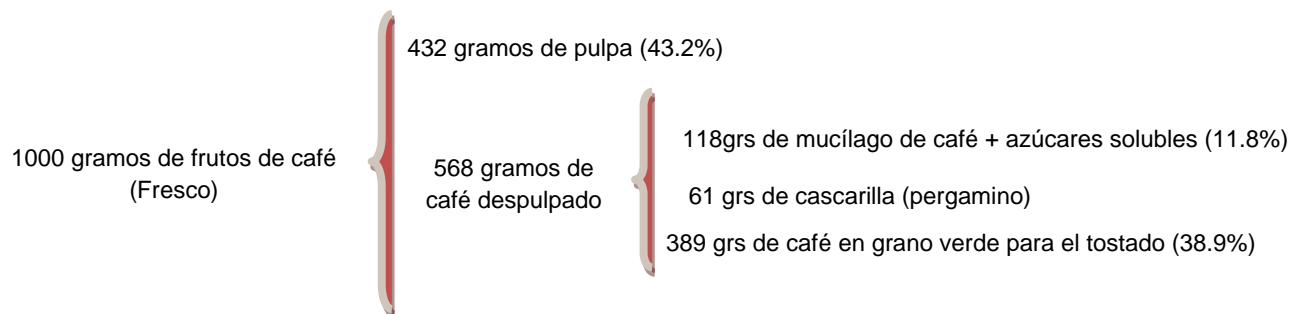 432 gramos de pulpa (43.2%)
1000 gramos de frutos de café
(Fresco)
568 gramos de
café despulpado
118grs de mucílago de café + azúcares solubles (11.8%)
61 grs de cascarilla (pergamino)
389 grs de café en grano verde para el tostado (38.9%)